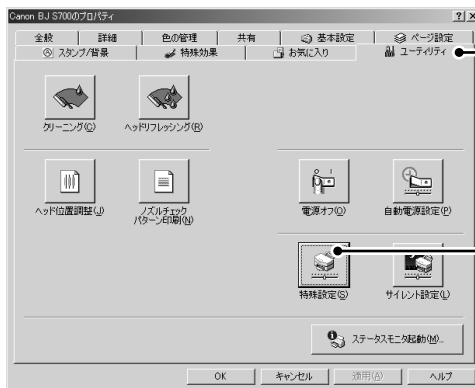 Canon BJ S700のプロパティ
全般 詳細 色の管理 共有 基本設定 ページ設定
スタンプ/背景 特殊効果 お気に入り ユーティリティ
クリーニング(C) ヘッドリフレッシング(R)
ヘッド位置調整(J) ノズルチェック
パターン印刷(N) 電源オフ(O) 自動電源設定(P)
特殊設定(S) サイレント設定(L)
ステータスモニタ起動(M)...
OK キャンセル 適用(A) ヘルプ